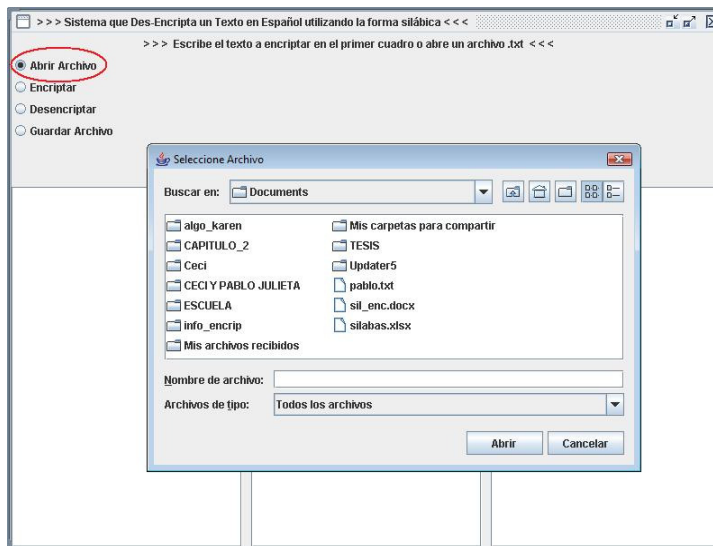 >>> Sistema que Des-Encripta un Texto en Español utilizando la forma silábica <<<
>>> Escribe el texto a encriptar en el primer cuadro o abre un archivo .txt <<<
Abrir Archivo
Encriptar
Desencriptar
Guardar Archivo
Seleccione Archivo
Buscar en: Documents
algo_karen Mis carpetas para compartir
CAPITULO_2 TESIS
Ceci Updater5
CECI Y PABLO JULIETA pablo.txt
ESCUELA sil_enc.docx
info_encrip silabas.xlsx
Mis archivos recibidos
Nombre de archivo:
Archivos de tipo: Todos los archivos
Abrir Cancelar